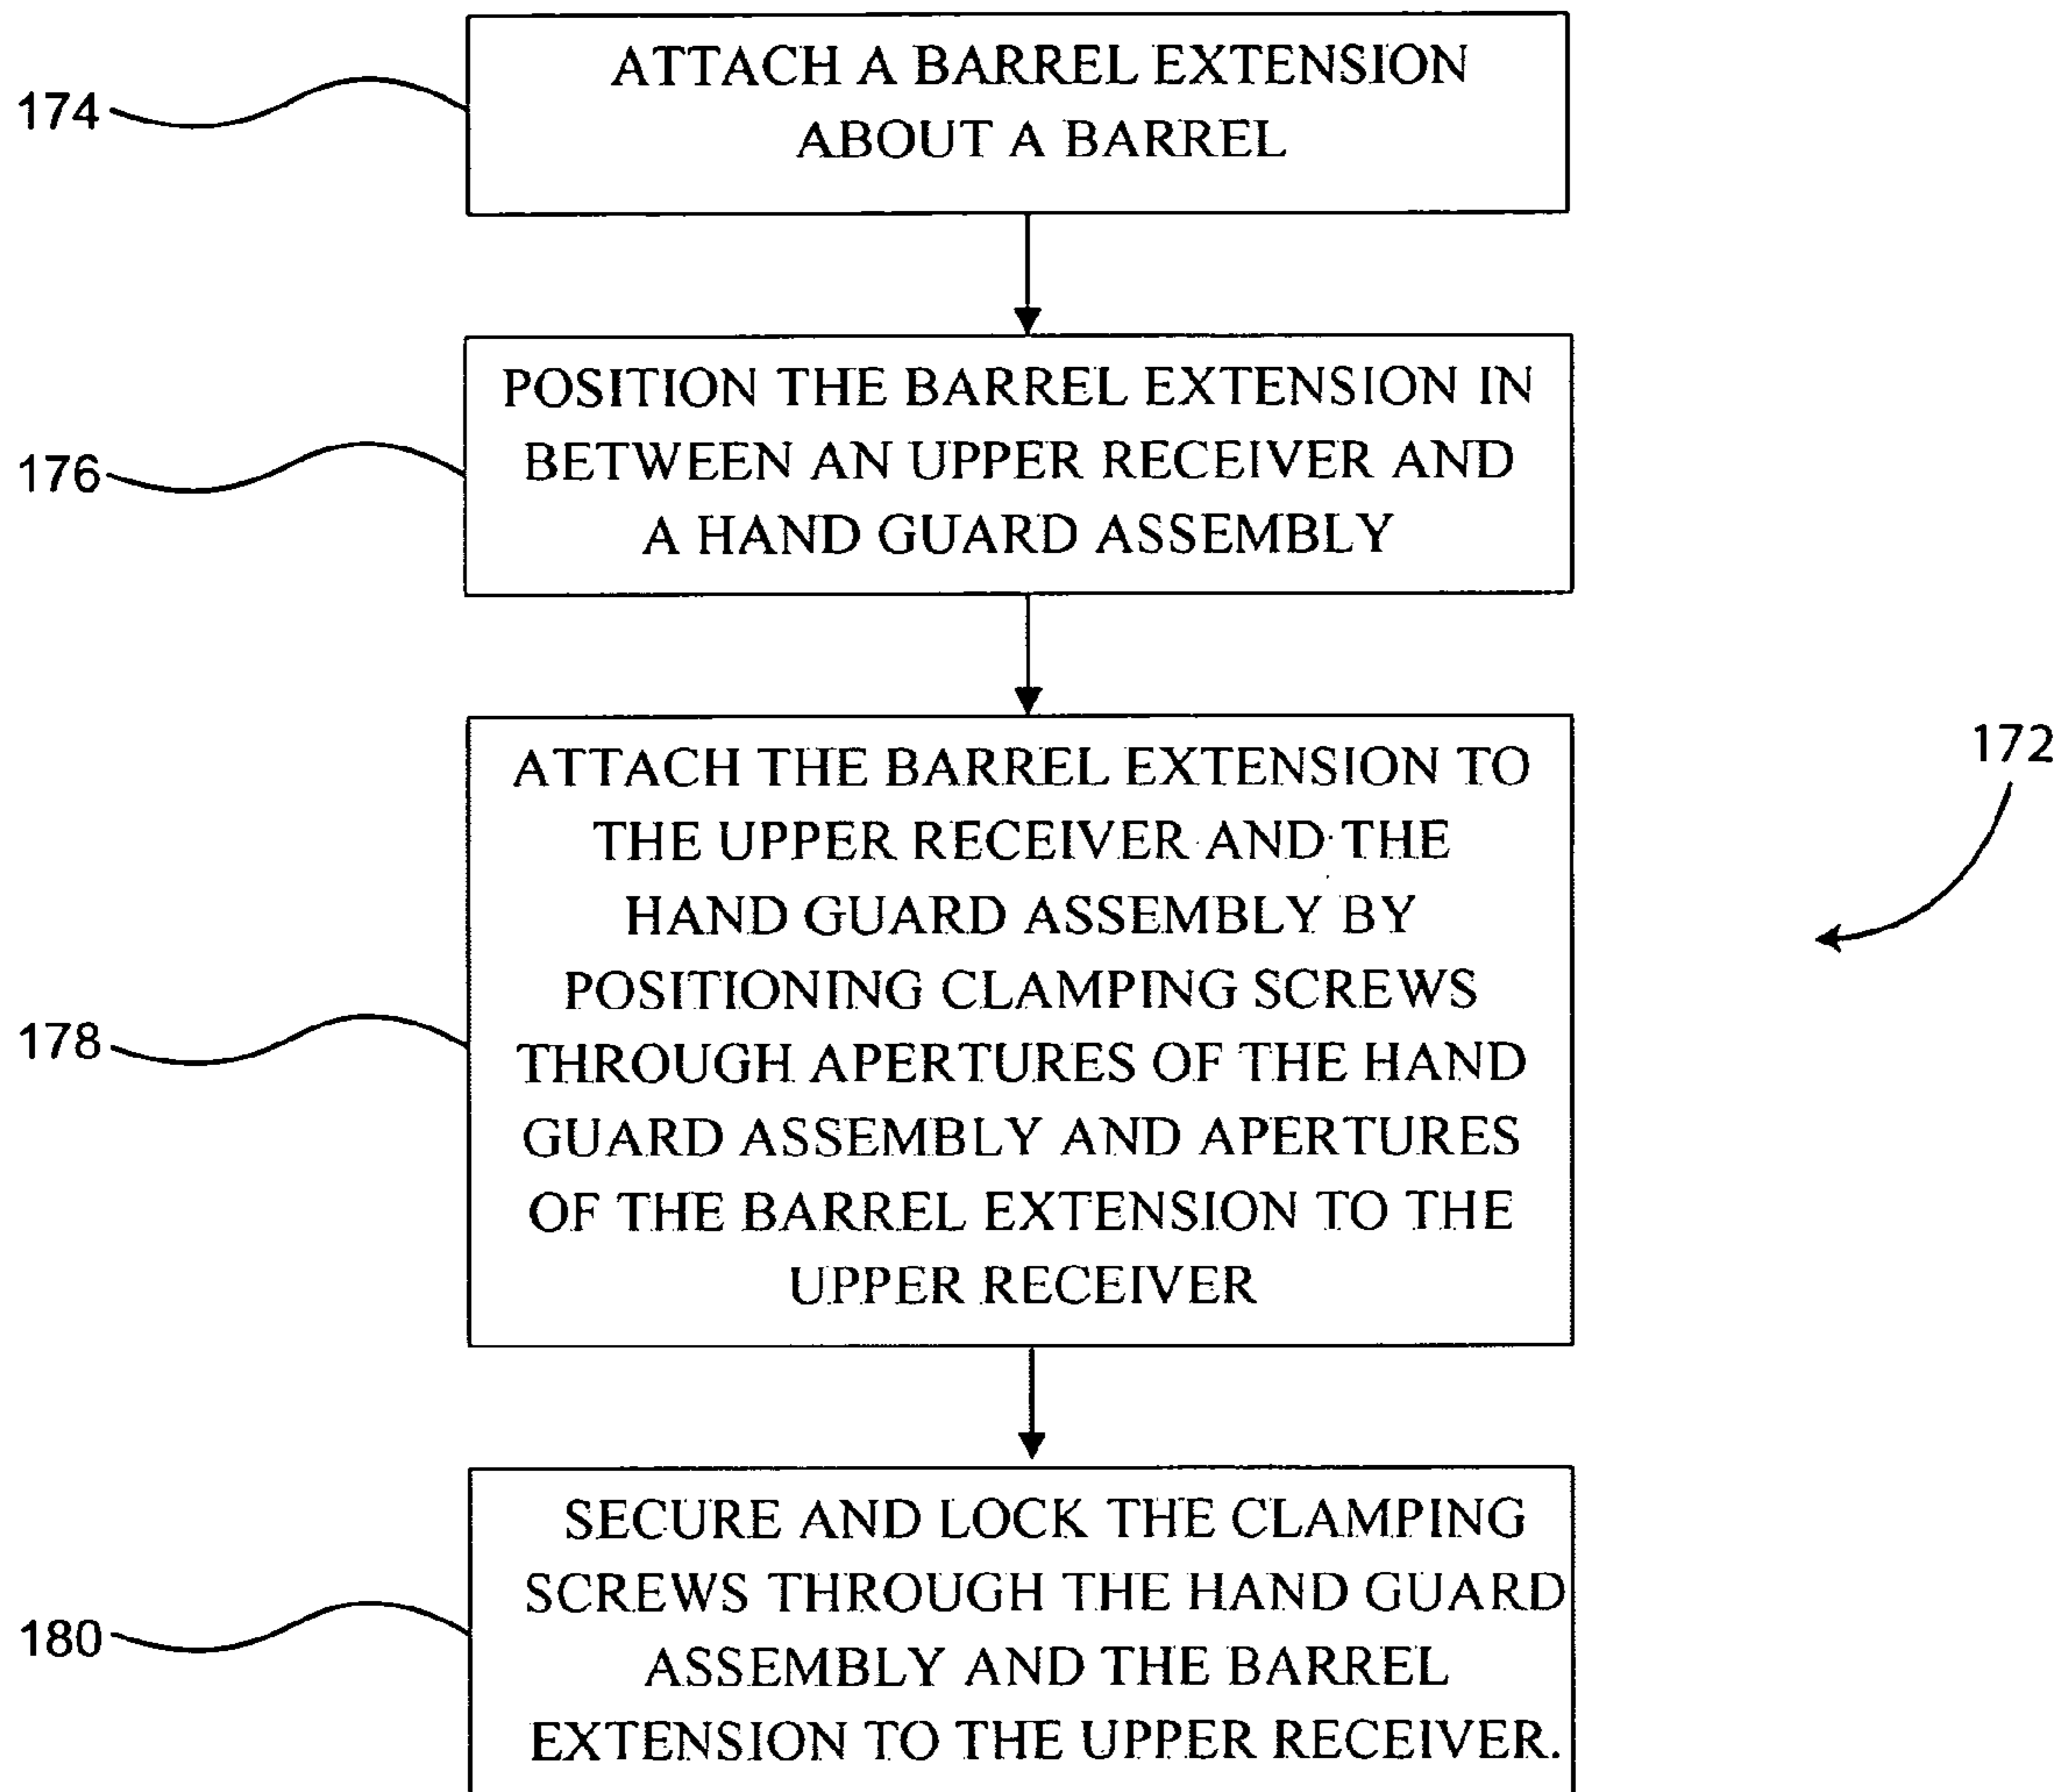 174
ATTACH A BARREL EXTENSION
ABOUT A BARREL
176
POSITION THE BARREL EXTENSION IN
BETWEEN AN UPPER RECEIVER AND
A HAND GUARD ASSEMBLY
172
178
ATTACH THE BARREL EXTENSION TO
THE UPPER RECEIVER AND THE
HAND GUARD ASSEMBLY BY
POSITIONING CLAMPING SCREWS
THROUGH APERTURES OF THE HAND
GUARD ASSEMBLY AND APERTURES
OF THE BARREL EXTENSION TO THE
UPPER RECEIVER
180
SECURE AND LOCK THE CLAMPING
SCREWS THROUGH THE HAND GUARD
ASSEMBLY AND THE BARREL
EXTENSION TO THE UPPER RECEIVER.